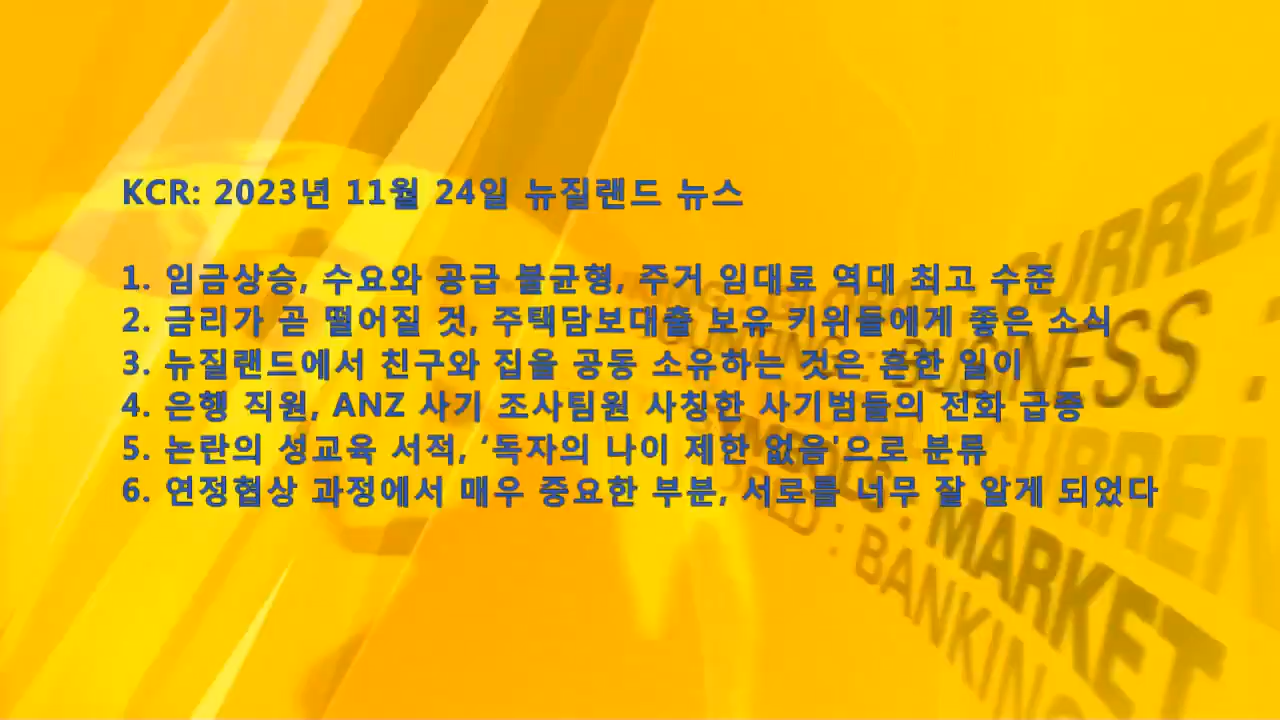 KCR: 2023년 11월 24일 뉴질랜드 뉴스
1. 임금상승, 수요와 공급 불균형, 주거 임대료 역대 최고 수준
2. 금리가 곧 떨어질 것, 주택담보대출 보유 키위들에게 좋은 소식
3. 뉴질랜드에서 친구와 집을 공동 소유하는 것은 흔한 일이
4. 은행 직원, ANZ 사기 조사팀원 사칭한 사기범들의 전화 급증
5. 논란의 성교육 서적, ‘독자의 나이 제한 없음'으로 분류
6. 연정협상 과정에서 매우 중요한 부분, 서로를 너무 잘 알게 되었다
CURREN
BUSINESS :
CURREN
MARKET
: BANKING